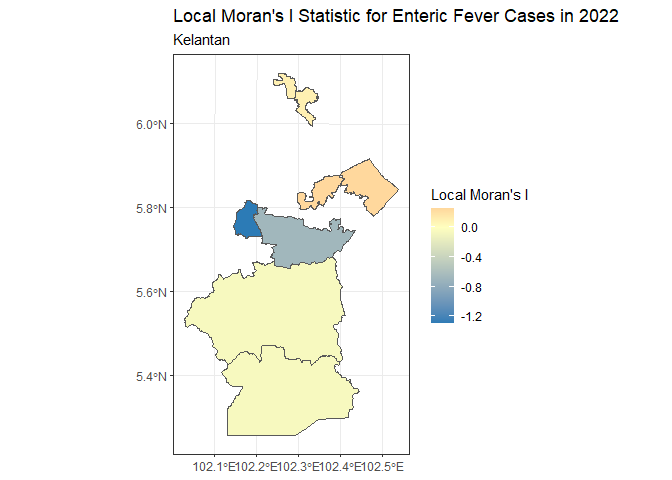 Local Moran's I Statistic for Enteric Fever Cases in 2022
Kelantan
6.0°N
5.8°N
5.6°N
5.4°N
102.1°E102.2°E102.3°E102.4°E102.5°E
Local Moran's I
0.0
-0.4
-0.8
-1.2